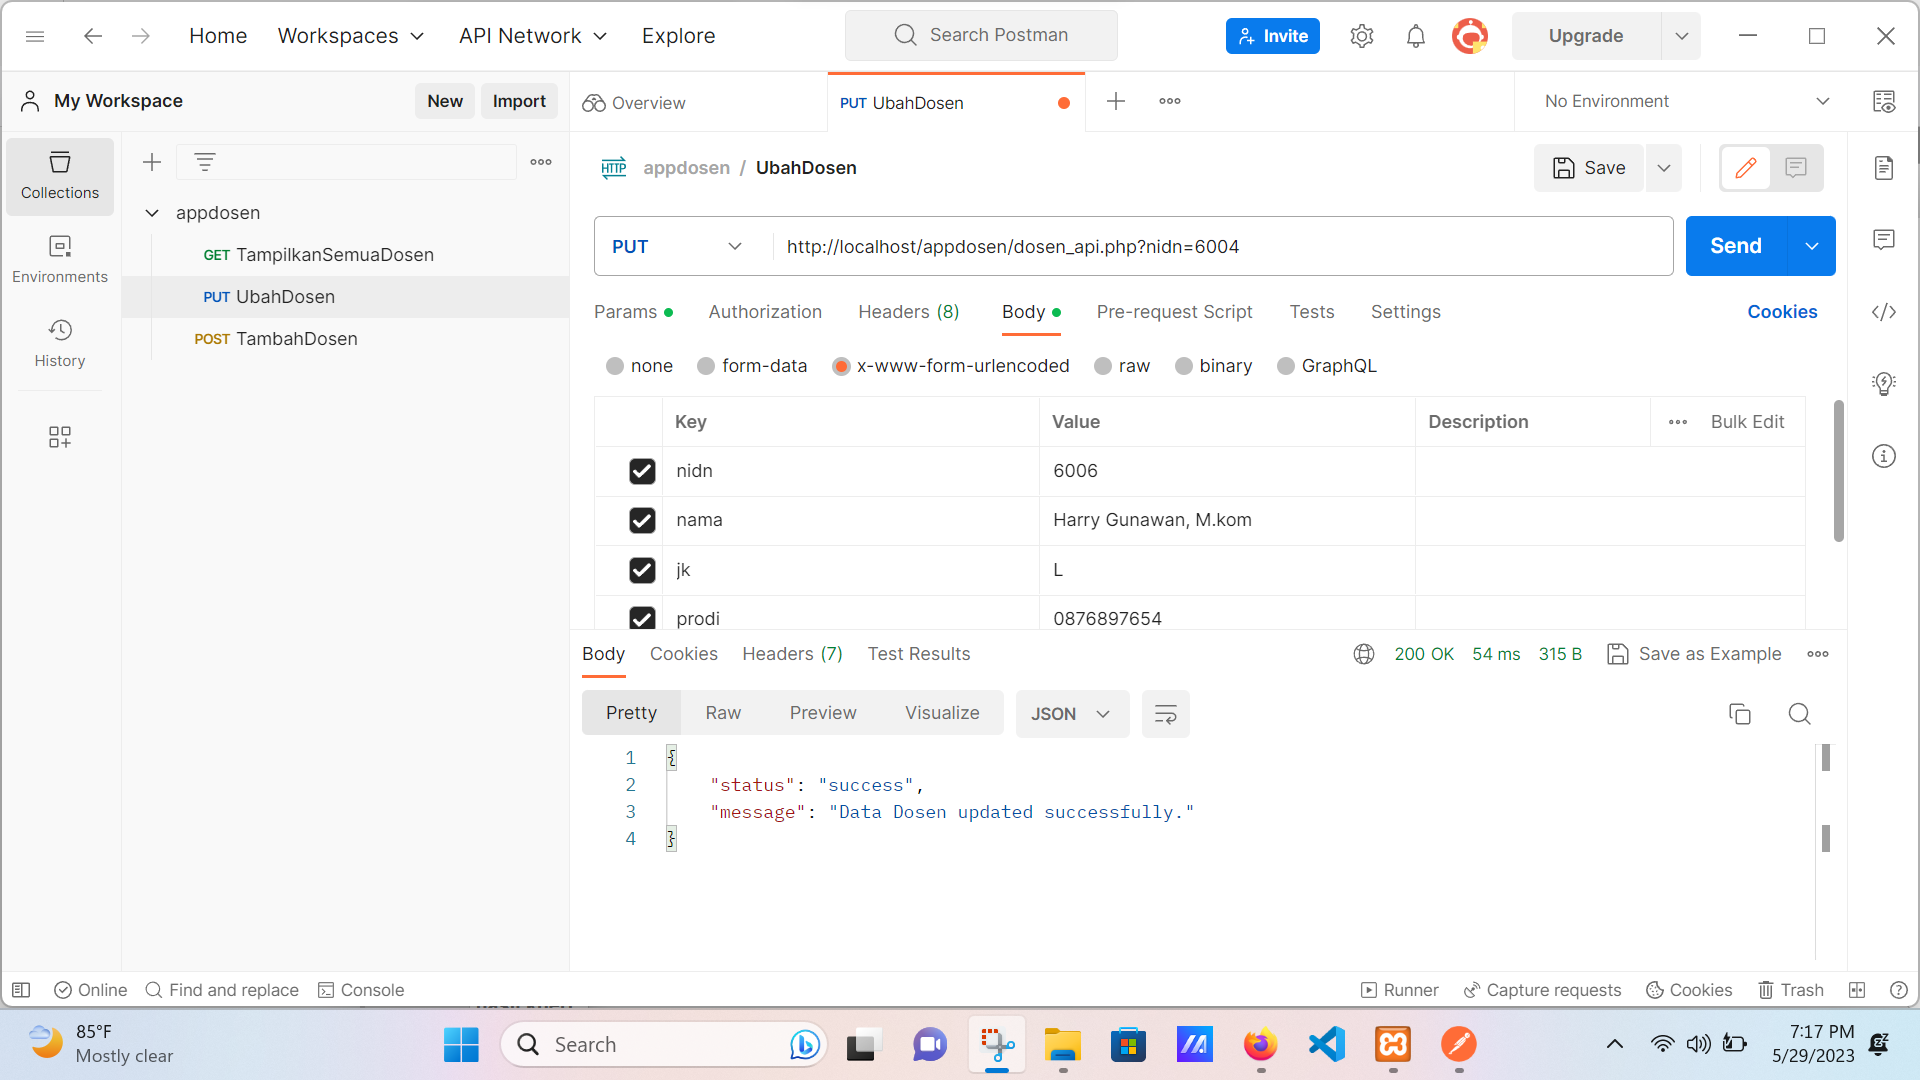 Home Workspaces API Network Explore Search Postman Invite Upgrade
My Workspace New Import Overview PUT UbahDosen No Environment
Collections
Environments
History
appdosen
GET TampilkanSemuaDosen
PUT UbahDosen
POST TambahDosen
HTTP appdosen / UbahDosen Save
PUT http://localhost/appdosen/dosen_api.php?nidn=6004 Send
Params Authorization Headers (8) Body Pre-request Script Tests Settings Cookies
none form-data x-www-form-urlencoded raw binary GraphQL
Key Value Description Bulk Edit
nidn 6006
nama Harry Gunawan, M.kom
jk L
prodi 0876897654
Body Cookies Headers (7) Test Results 200 OK 54 ms 315 B Save as Example
Pretty Raw Preview Visualize JSON
1 {
2 "status": "success",
3 "message": "Data Dosen updated successfully."
4 }
Online Find and replace Console Runner Capture requests Cookies Trash
85°F
Mostly clear
Search
7:17 PM
5/29/2023